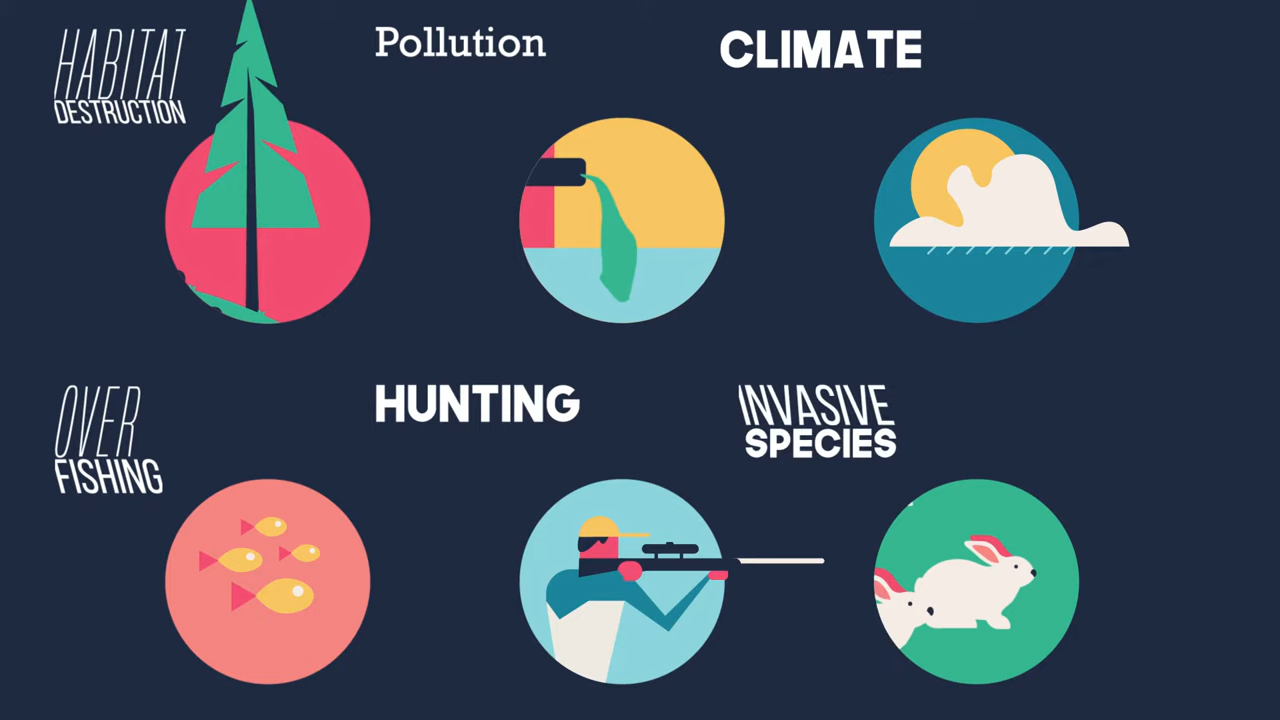 HABITAT
DESTRUCTION
Pollution
CLIMATE
OVER
FISHING
HUNTING
INVASIVE
SPECIES